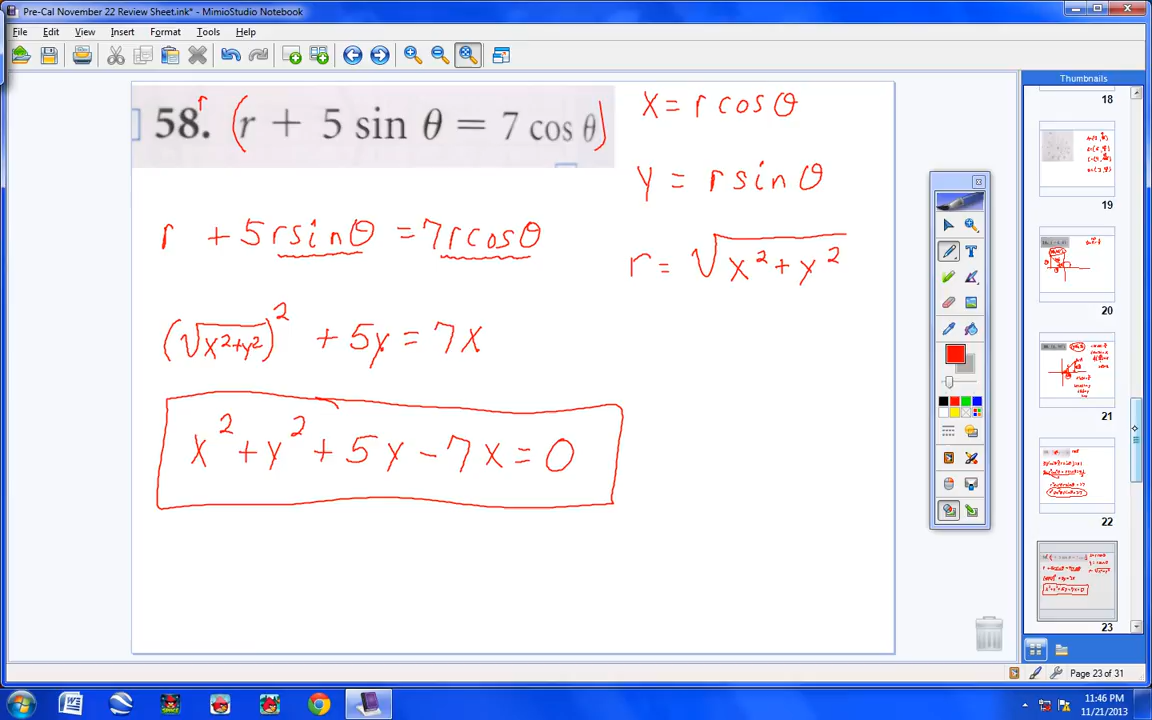 Pre-Cal November 22 Review Sheet.ink* - MimioStudio Notebook
File Edit View Insert Format Tools Help
58. r(r + 5 sin θ = 7 cos θ)
x = r cos θ
y = r sin θ
r + 5 r sin θ = 7 r cos θ
r = √x²+y²
(√x²+y²)² + 5y = 7x
x² + y² + 5y - 7x = 0
Thumbnails
18
19
20
21
22
23
Page 23 of 31
11:46 PM
11/21/2013